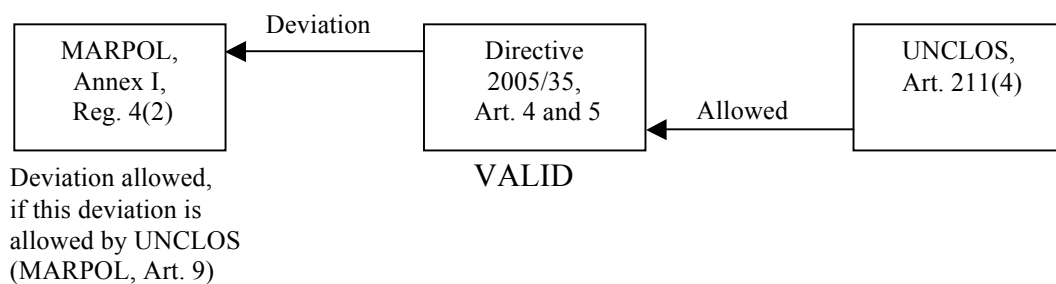 Deviation
MARPOL,
Annex I,
Reg. 4(2)
Directive
2005/35,
Art. 4 and 5
UNCLOS,
Art. 211(4)
Allowed
VALID
Deviation allowed,
if this deviation is
allowed by UNCLOS
(MARPOL, Art. 9)